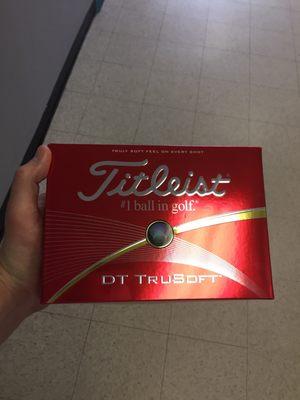 TRULY SOFT FEEL ON EVERY SHOT
Titleist
#1 ball in golf.
DT TRUSOFT